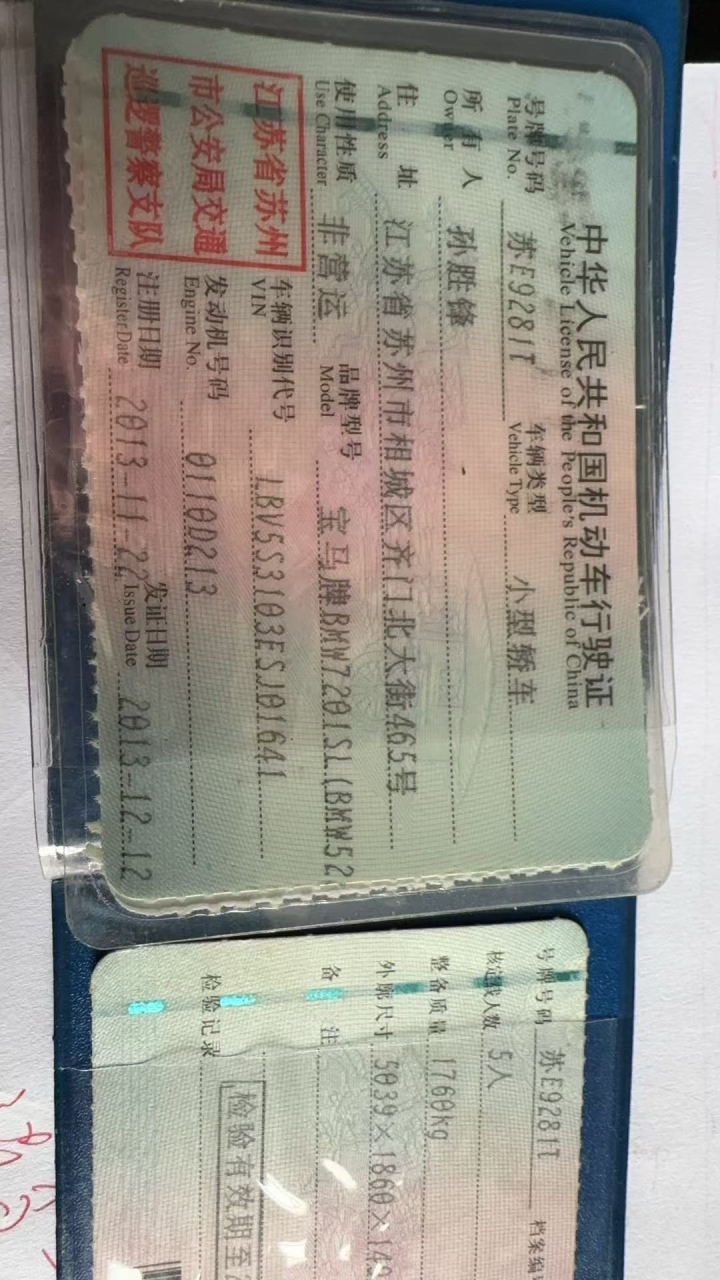 中华人民共和国机动车行驶证
Vehicle License of the People's Republic of China
号牌号码 苏E9281T 车辆类型 小型轿车
Plate No. Vehicle Type
所有人 孙胜锋
Owner
住址 江苏省苏州市相城区齐门北大街465号
Address
使用性质 非营运 品牌型号 宝马牌BMW7201SL(BMW52
Use Character Model
江苏省苏州
市公安局交通
巡逻警察支队
车辆识别代号 LBV5S3103ESJ01641
VIN
发动机号码 0110D213
Engine No.
注册日期 2013-11-22 发证日期 2013-12-12
Register Date Issue Date
号牌号码 苏E9281T 档案编
核定载人数 5人
整备质量 1760kg
外廓尺寸 5039×1860×149
备注
检验记录
检验有效期至2